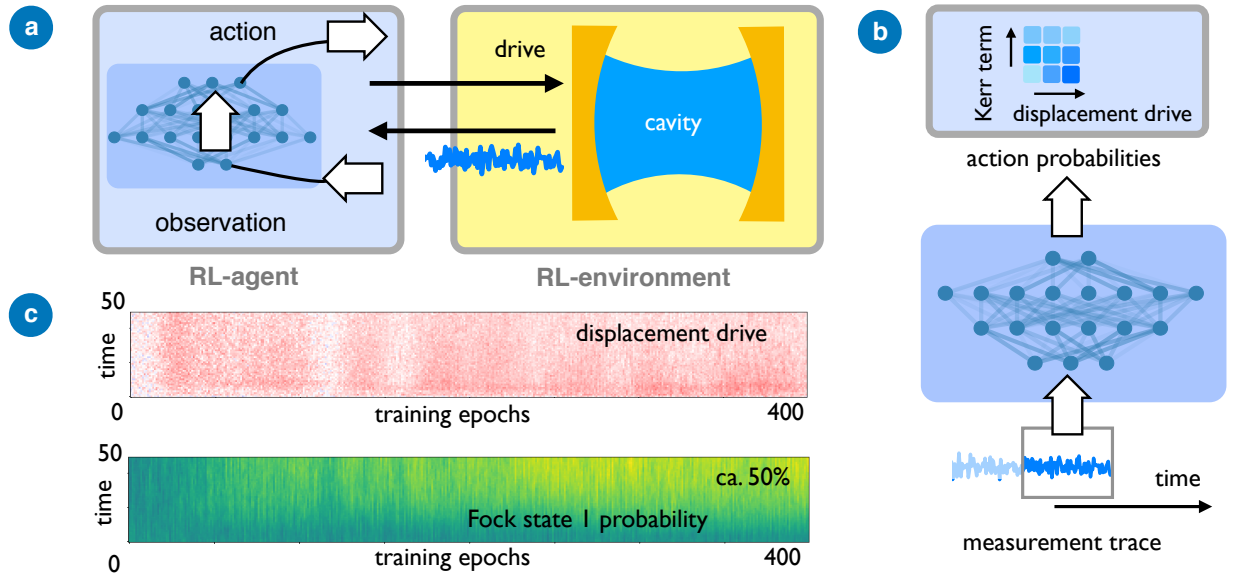 a
action
observation
RL-agent
drive
cavity
RL-environment
b
Kerr term
displacement drive
action probabilities
time
measurement trace
c
50
time
displacement drive
0
training epochs
400
50
time
ca. 50%
Fock state 1 probability
0
training epochs
400